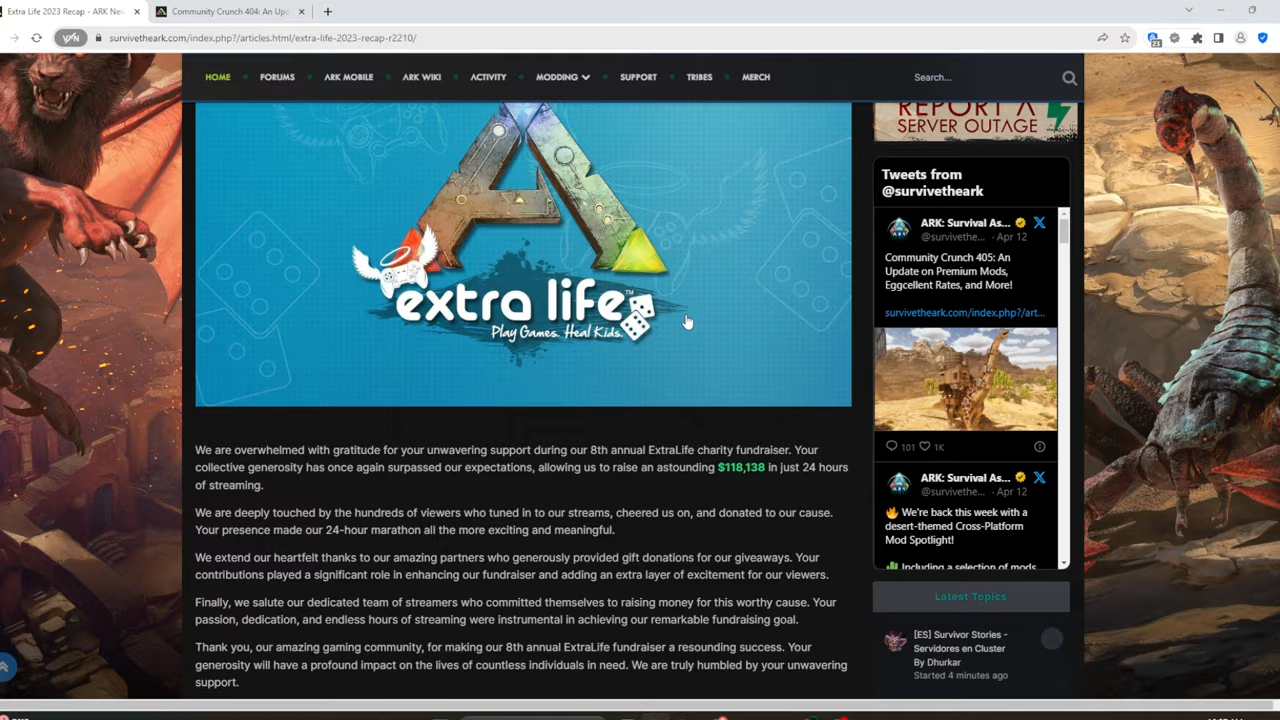 Extra Life 2023 Recap - ARK Nev
Community Crunch 404: An Upd
survivetheark.com/index.php?/articles.html/extra-life-2023-recap-r2210/
VPN
23
HOME
FORUMS
ARK MOBILE
ARK WIKI
ACTIVITY
MODDING
SUPPORT
TRIBES
MERCH
Search...
extra life™
Play Games. Heal Kids.
We are overwhelmed with gratitude for your unwavering support during our 8th annual ExtraLife charity fundraiser. Your
collective generosity has once again surpassed our expectations, allowing us to raise an astounding $118,138 in just 24 hours
of streaming.
We are deeply touched by the hundreds of viewers who tuned in to our streams, cheered us on, and donated to our cause.
Your presence made our 24-hour marathon all the more exciting and meaningful.
We extend our heartfelt thanks to our amazing partners who generously provided gift donations for our giveaways. Your
contributions played a significant role in enhancing our fundraiser and adding an extra layer of excitement for our viewers.
Finally, we salute our dedicated team of streamers who committed themselves to raising money for this worthy cause. Your
passion, dedication, and endless hours of streaming were instrumental in achieving our remarkable fundraising goal.
Thank you, our amazing gaming community, for making our 8th annual ExtraLife fundraiser a resounding success. Your
generosity will have a profound impact on the lives of countless individuals in need. We are truly humbled by your unwavering
support.
REPORT A
SERVER OUTAGE
Tweets from
@survivetheark
ARK: Survival As...
@survivethe... · Apr 12
Community Crunch 405: An
Update on Premium Mods,
Eggcellent Rates, and More!
survivetheark.com/index.php?/art...
101 1K
ARK: Survival As...
@survivethe... · Apr 12
🔥 We're back this week with a
desert-themed Cross-Platform
Mod Spotlight!
🌵 Including a selection of mods
Latest Topics
[ES] Survivor Stories -
Servidores en Cluster
By Dhurkar
Started 4 minutes ago